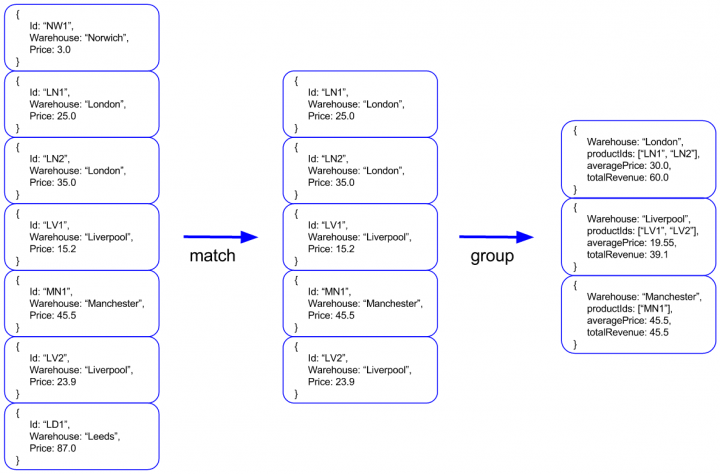 {
Id: “NW1”,
Warehouse: “Norwich”,
Price: 3.0
}
{
Id: “LN1”,
Warehouse: “London”,
Price: 25.0
}
{
Id: “LN2”,
Warehouse: “London”,
Price: 35.0
}
{
Id: “LV1”,
Warehouse: “Liverpool”,
Price: 15.2
}
{
Id: “MN1”,
Warehouse: “Manchester”,
Price: 45.5
}
{
Id: “LV2”,
Warehouse: “Liverpool”,
Price: 23.9
}
{
Id: “LD1”,
Warehouse: “Leeds”,
Price: 87.0
}
match
{
Id: “LN1”,
Warehouse: “London”,
Price: 25.0
}
{
Id: “LN2”,
Warehouse: “London”,
Price: 35.0
}
{
Id: “LV1”,
Warehouse: “Liverpool”,
Price: 15.2
}
{
Id: “MN1”,
Warehouse: “Manchester”,
Price: 45.5
}
{
Id: “LV2”,
Warehouse: “Liverpool”,
Price: 23.9
}
group
{
Warehouse: “London”,
productIds: [“LN1”, “LN2”],
averagePrice: 30.0,
totalRevenue: 60.0
}
{
Warehouse: “Liverpool”,
productIds: [“LV1”, “LV2”],
averagePrice: 19.55,
totalRevenue: 39.1
}
{
Warehouse: “Manchester”,
productIds: [“MN1”],
averagePrice: 45.5,
totalRevenue: 45.5
}